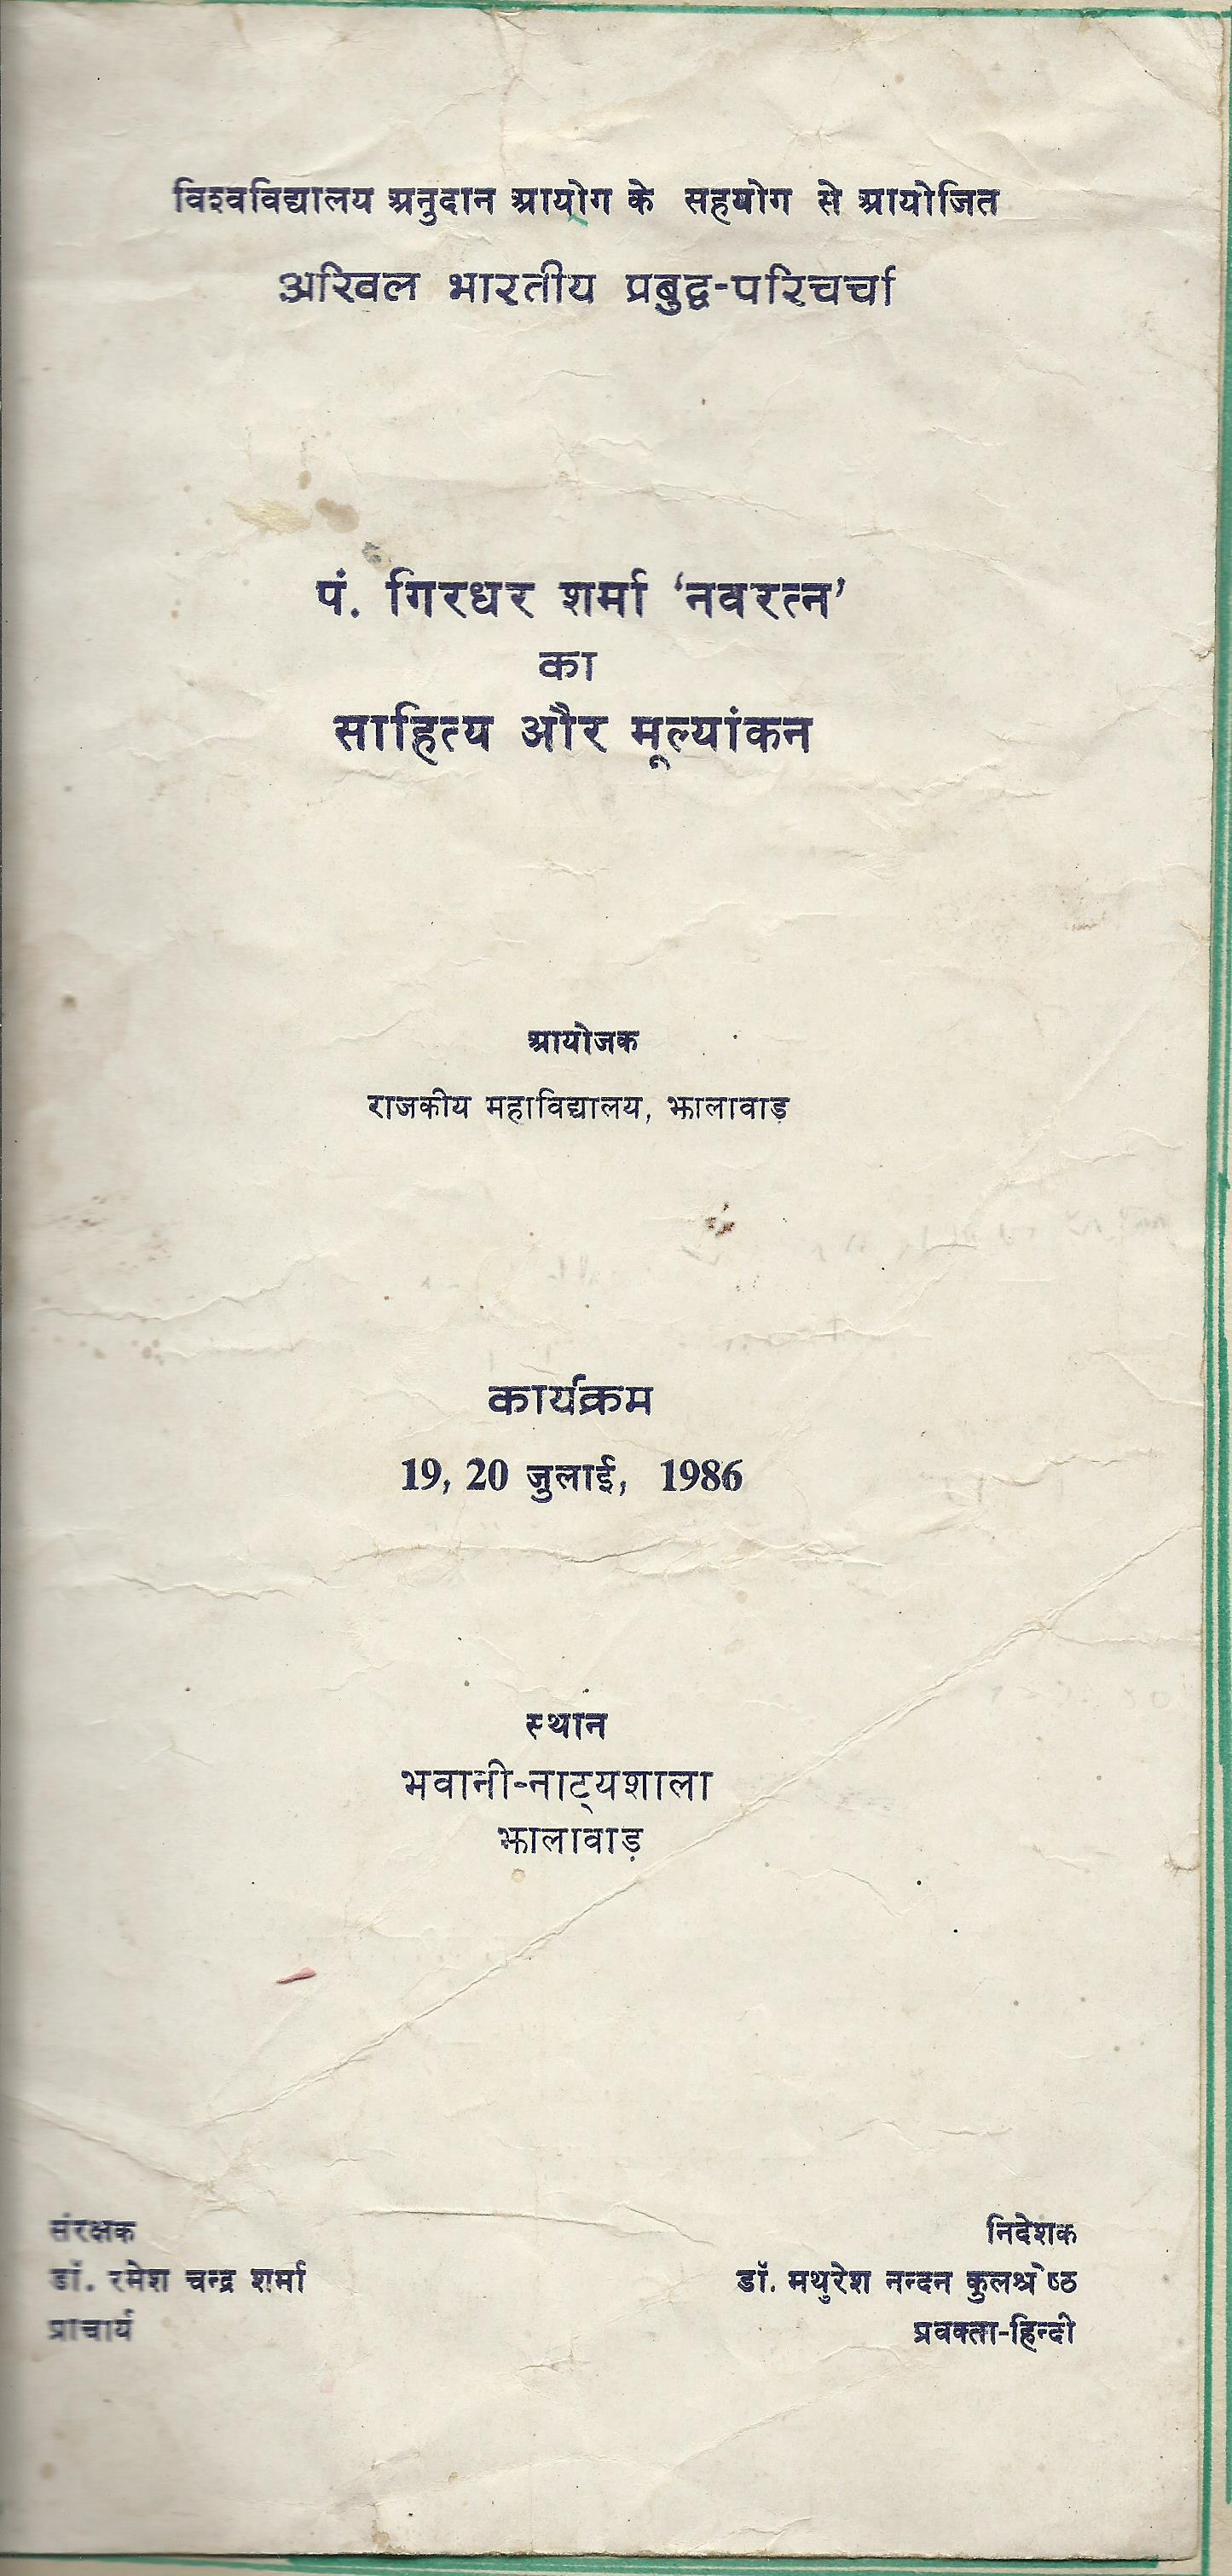 विश्वविद्यालय अनुदान आयोग के सहयोग से आयोजित
अखिल भारतीय प्रबुद्ध-परिचर्चा
पं. गिरधर शर्मा ‘नवरत्न’
का
साहित्य और मूल्यांकन
आयोजक
राजकीय महाविद्यालय, झालावाड़
कार्यक्रम
19, 20 जुलाई, 1986
स्थान
भवानी-नाट्यशाला
झालावाड़
संरक्षक
डॉ. रमेश चन्द्र शर्मा
प्राचार्य
निदेशक
डॉ. मथुरेश नन्दन कुलश्रेष्ठ
प्रवक्ता-हिन्दी